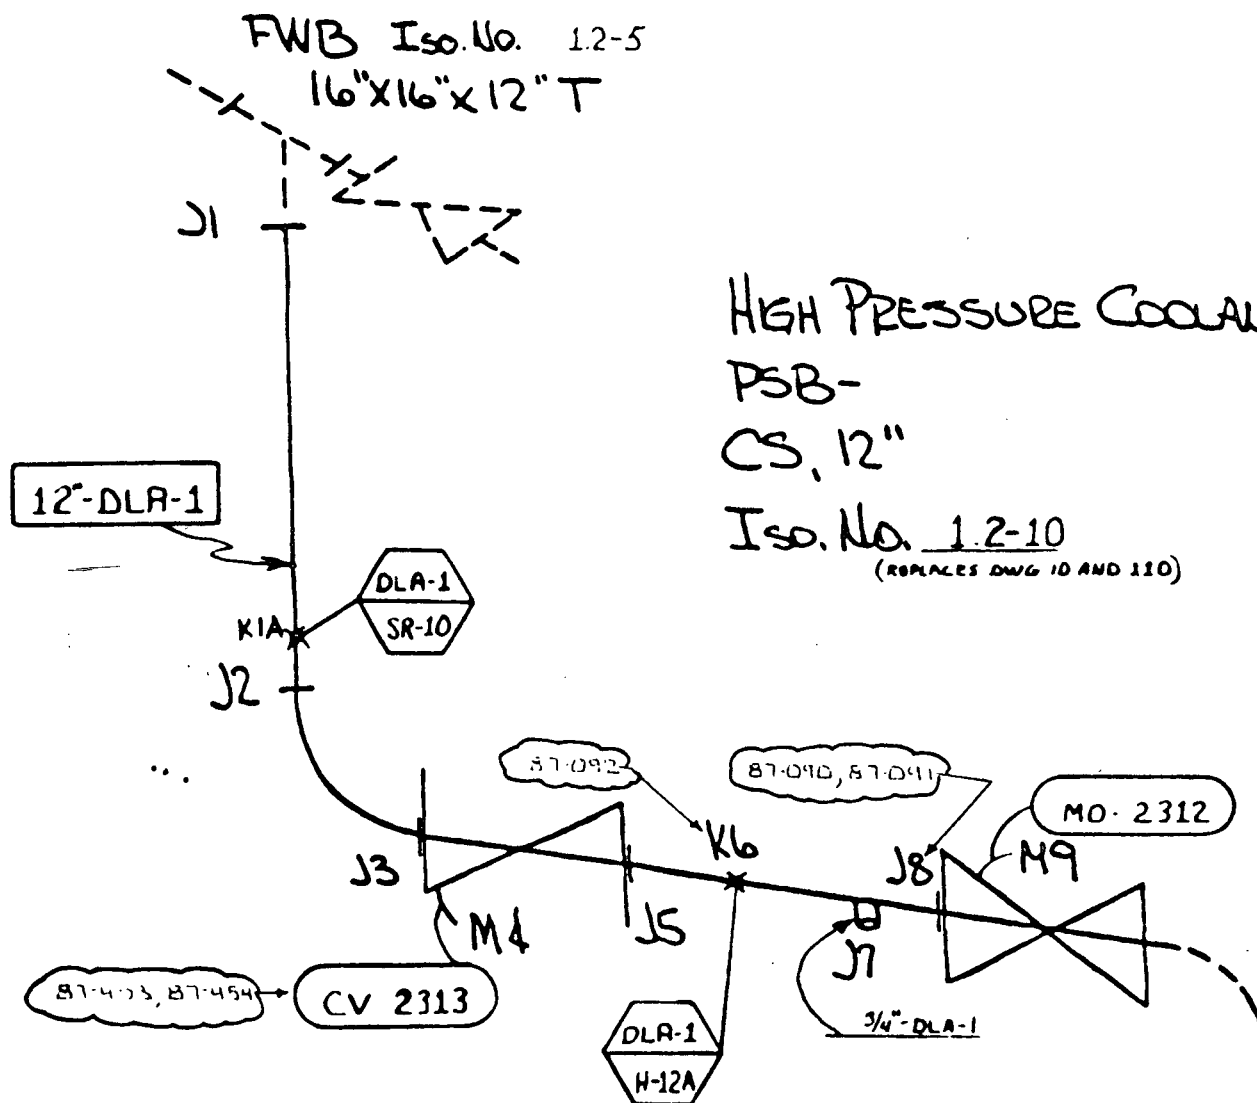 FWB Iso. No. 1.2-5
16"X16"X12" T
J1
HIGH PRESSURE
PSB-
CS, 12"
Iso. No. 1.2-10
(REPLACES DWG 10 AND 110)
12"-DLA-1
DLA-1
SR-10
K1A
J2
87-092
87-090, 87-091
MO. 2312
K6
J8
M9
J3
M4
J5
J7
87-454
CV 2313
3/4"-DLA-1
DLA-1
H-12A